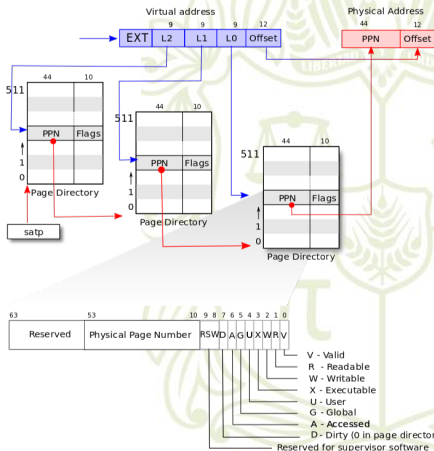 Virtual address
Physical Address
9 9 9 12
44 12
EXT L2 L1 L0 Offset
PPN Offset
44 10
511
PPN Flags
1
0
Page Directory
satp
44 10
511
PPN Flags
1
0
Page Directory
44 10
511
PPN Flags
1
0
Page Directory
63 53 10 9 8 7 6 5 4 3 2 1 0
Reserved Physical Page Number RSW D A G U X W R V
V - Valid
R - Readable
W - Writable
X - Executable
U - User
G - Global
A - Accessed
D - Dirty (0 in page director
Reserved for supervisor software